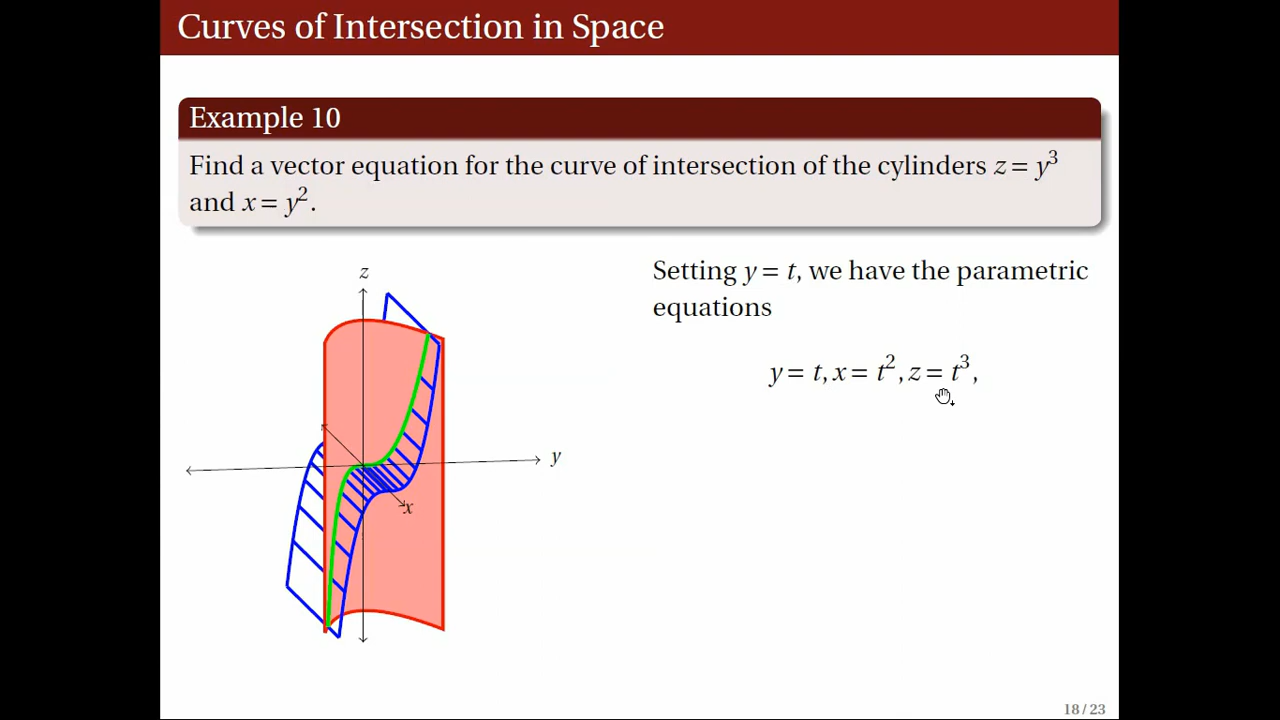 Curves of Intersection in Space
Example 10
Find a vector equation for the curve of intersection of the cylinders z = y³
and x = y².
z
Setting y = t, we have the parametric
equations
y = t, x = t², z = t³,
y
x
18 / 23